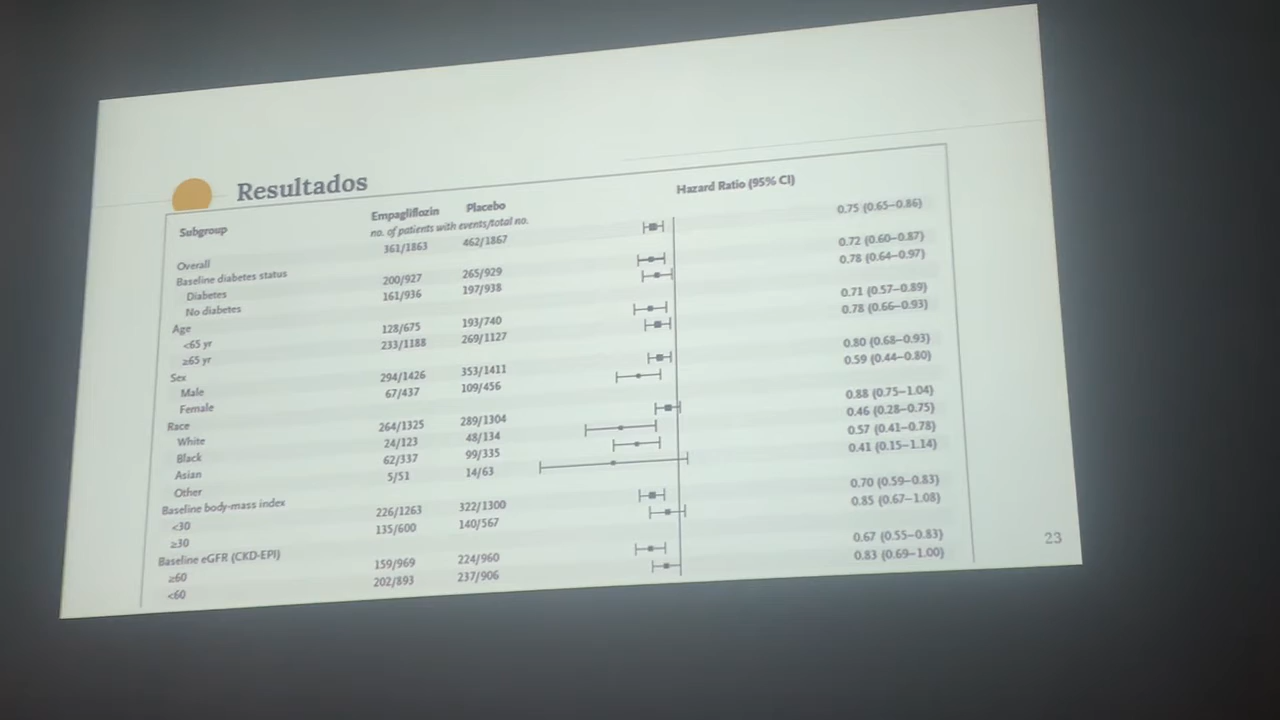 Resultados
Subgroup Empagliflozin Placebo Hazard Ratio (95% CI)
no. of patients with events/total no.
Overall 361/1863 462/1867 0.75 (0.65–0.86)
Baseline diabetes status
Diabetes 200/927 265/929 0.72 (0.60–0.87)
No diabetes 161/936 197/938 0.78 (0.64–0.97)
Age
<65 yr 128/675 193/740 0.71 (0.57–0.89)
≥65 yr 233/1188 269/1127 0.78 (0.66–0.93)
Sex
Male 294/1426 353/1411 0.80 (0.68–0.93)
Female 67/437 109/456 0.59 (0.44–0.80)
Race
White 264/1325 289/1304 0.88 (0.75–1.04)
Black 24/123 48/134 0.46 (0.28–0.75)
Asian 62/337 99/335 0.57 (0.41–0.78)
Other 5/51 14/63 0.41 (0.15–1.14)
Baseline body-mass index
<30 226/1263 322/1300 0.70 (0.59–0.83)
≥30 135/600 140/567 0.85 (0.67–1.08)
Baseline eGFR (CKD-EPI)
≥60 159/969 224/960 0.67 (0.55–0.83)
<60 202/893 237/906 0.83 (0.69–1.00)
23